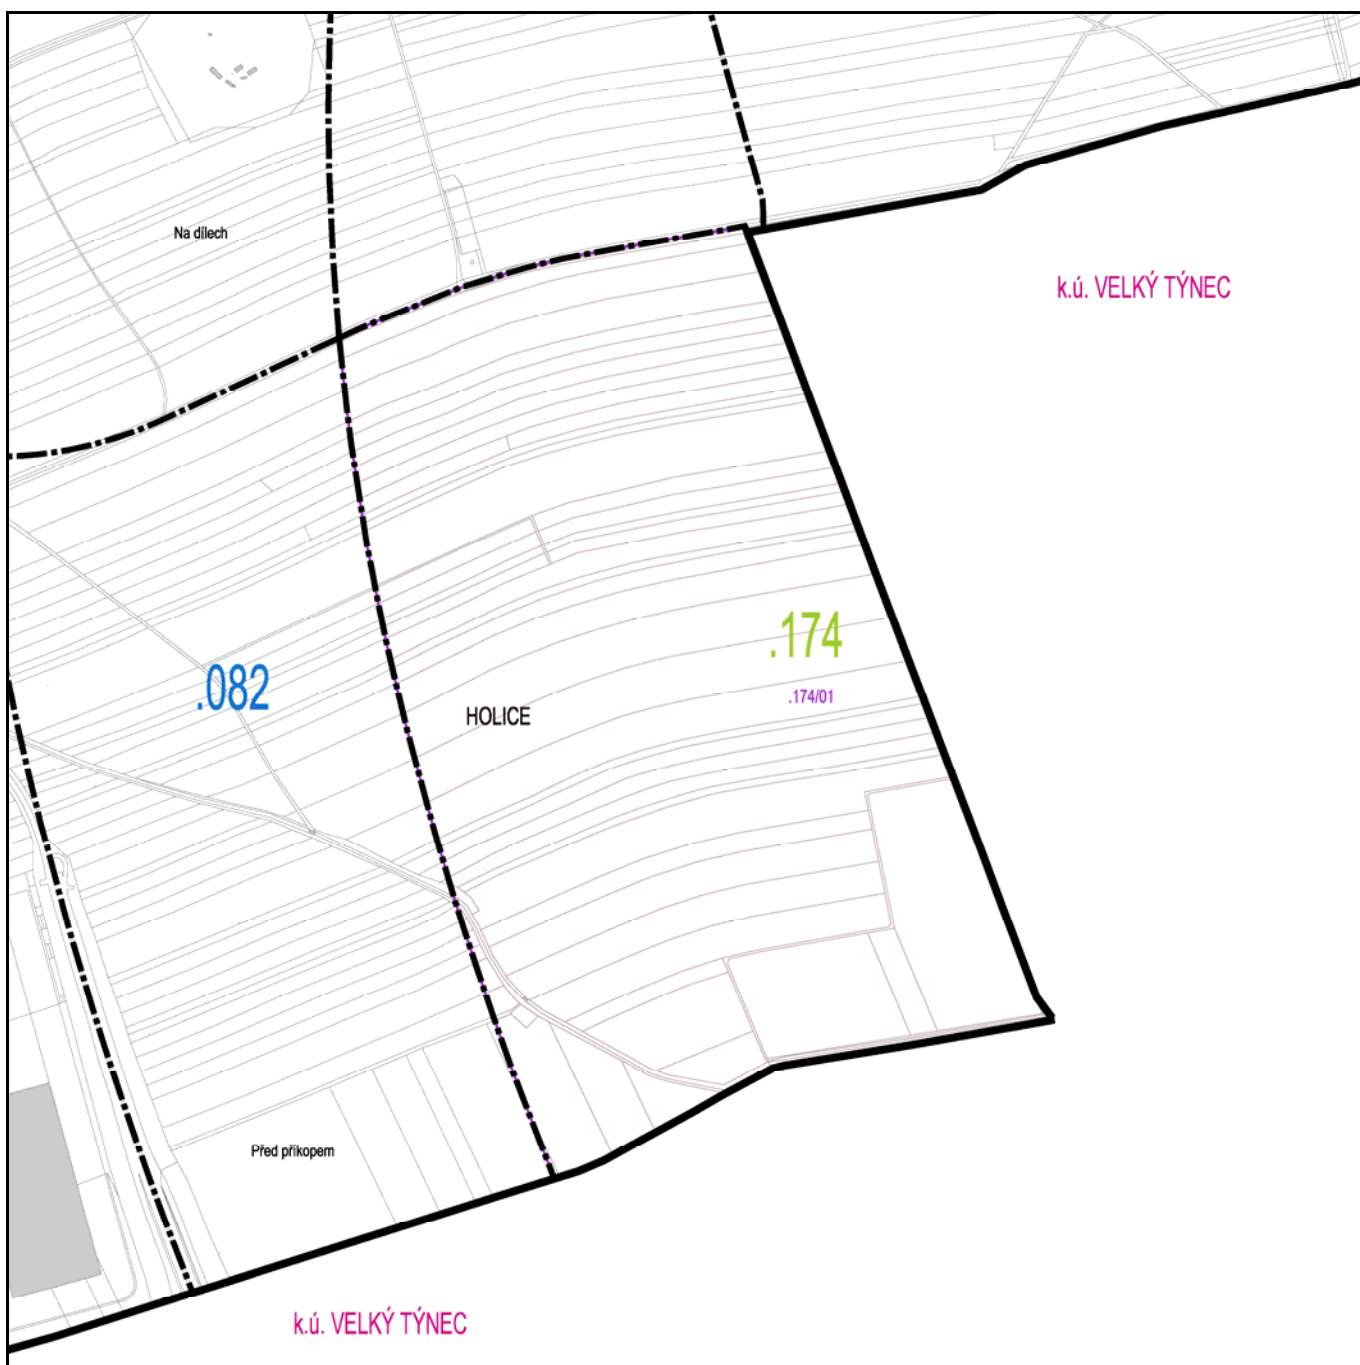 Na dílech
k.ú. VELKÝ TÝNEC
.174
.174/01
.082
HOLICE
Před příkopem
k.ú. VELKÝ TÝNEC